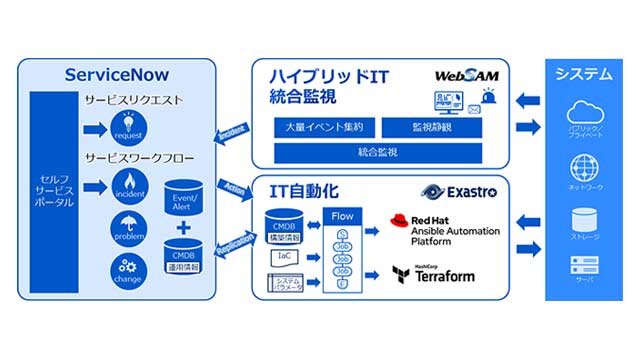 ServiceNow
サービスリクエスト
request
サービスワークフロー
セルフ
サービス
ポータル
incident
problem
change
Event/
Alert
CMDB
運用情報
Incident
Action
Replication
ハイブリッドIT
統合監視
WebSAM
大量イベント集約
監視静観
統合監視
IT自動化
Exastro
CMDB
構築情報
IaC
システム
パラメータ
Flow
S
Job
Job
Job
E
Red Hat
Ansible Automation
Platform
HashiCorp
Terraform
システム
パブリック/
プライベート
ネットワーク
ストレージ
サーバ